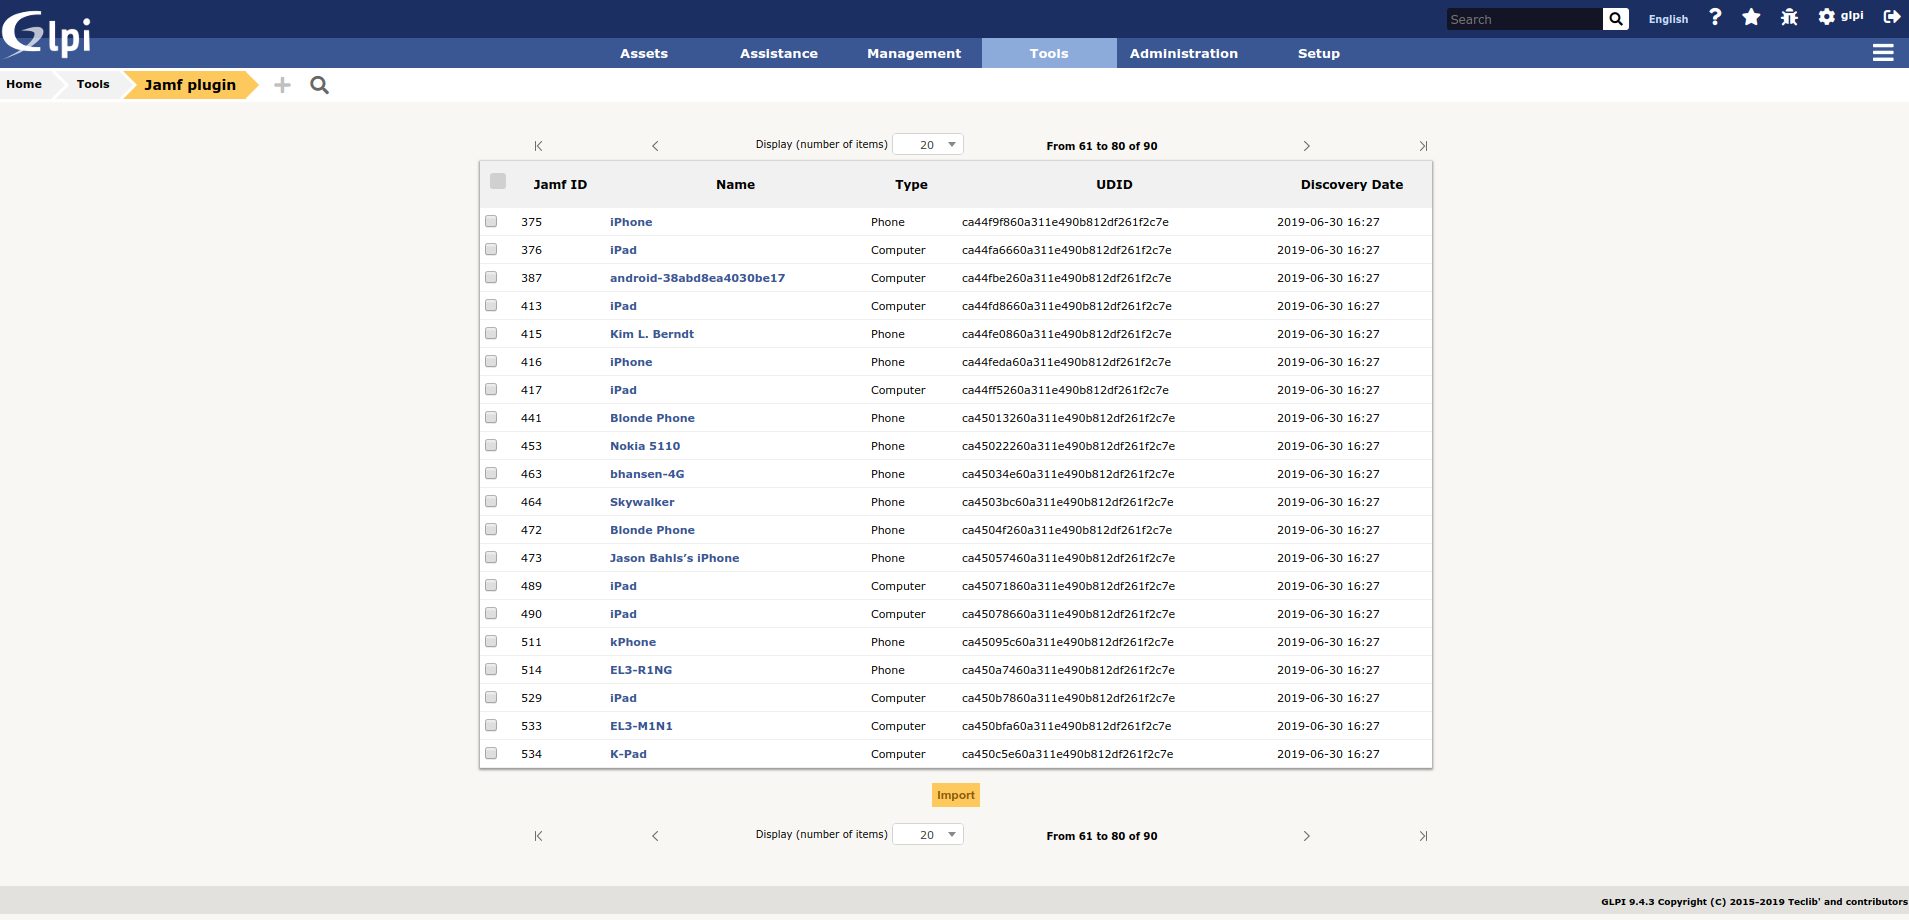 Glpi
Search English ? glpi
Assets Assistance Management Tools Administration Setup
Home Tools Jamf plugin
Display (number of items) 20 From 61 to 80 of 90
Jamf ID Name Type UDID Discovery Date
375 iPhone Phone ca44f9f860a311e490b812df261f2c7e 2019-06-30 16:27
376 iPad Computer ca44fa6660a311e490b812df261f2c7e 2019-06-30 16:27
387 android-38abd8ea4030be17 Computer ca44fbe260a311e490b812df261f2c7e 2019-06-30 16:27
413 iPad Computer ca44fd8660a311e490b812df261f2c7e 2019-06-30 16:27
415 Kim L. Berndt Phone ca44fe0860a311e490b812df261f2c7e 2019-06-30 16:27
416 iPhone Phone ca44feda60a311e490b812df261f2c7e 2019-06-30 16:27
417 iPad Computer ca44ff5260a311e490b812df261f2c7e 2019-06-30 16:27
441 Blonde Phone Phone ca45013260a311e490b812df261f2c7e 2019-06-30 16:27
453 Nokia 5110 Phone ca45022260a311e490b812df261f2c7e 2019-06-30 16:27
463 bhansen-4G Phone ca45034e60a311e490b812df261f2c7e 2019-06-30 16:27
464 Skywalker Phone ca4503bc60a311e490b812df261f2c7e 2019-06-30 16:27
472 Blonde Phone Phone ca4504f260a311e490b812df261f2c7e 2019-06-30 16:27
473 Jason Bahls’s iPhone Phone ca45057460a311e490b812df261f2c7e 2019-06-30 16:27
489 iPad Computer ca45071860a311e490b812df261f2c7e 2019-06-30 16:27
490 iPad Computer ca45078660a311e490b812df261f2c7e 2019-06-30 16:27
511 kPhone Phone ca45095c60a311e490b812df261f2c7e 2019-06-30 16:27
514 EL3-R1NG Phone ca450a7460a311e490b812df261f2c7e 2019-06-30 16:27
529 iPad Computer ca450b7860a311e490b812df261f2c7e 2019-06-30 16:27
533 EL3-M1N1 Computer ca450bfa60a311e490b812df261f2c7e 2019-06-30 16:27
534 K-Pad Computer ca450c5e60a311e490b812df261f2c7e 2019-06-30 16:27
Import
Display (number of items) 20 From 61 to 80 of 90
GLPI 9.4.3 Copyright (C) 2015-2019 Teclib' and contributors